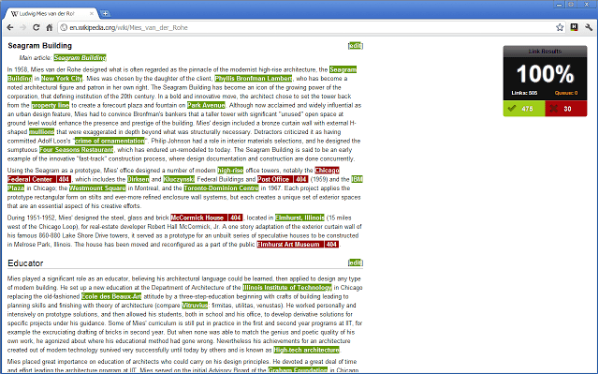 Ludwig Mies van der Roh
en.wikipedia.org/wiki/Mies_van_der_Rohe
Link Results
100%
Links: 505 Queue: 0
475 30
Seagram Building [edit]
Main article: Seagram Building
In 1958, Mies van der Rohe designed what is often regarded as the pinnacle of the modernist high-rise architecture, the Seagram
Building in New York City. Mies was chosen by the daughter of the client, Phyllis Bronfman Lambert, who has become a
noted architectural figure and patron in her own right. The Seagram Building has become an icon of the growing power of the
corporation, that defining institution of the 20th century. In a bold and innovative move, the architect chose to set the tower back
from the property line to create a forecourt plaza and fountain on Park Avenue. Although now acclaimed and widely influential as
an urban design feature, Mies had to convince Bronfman's bankers that a taller tower with significant "unused" open space at
ground level would enhance the presence and prestige of the building. Mies' design included a bronze curtain wall with external H-
shaped mullions that were exaggerated in depth beyond what was structurally necessary. Detractors criticized it as having
committed Adolf Loos's "crime of ornamentation". Philip Johnson had a role in interior materials selections, and he designed the
sumptuous Four Seasons Restaurant, which has endured un-remodeled to today. The Seagram Building is said to be an early
example of the innovative "fast-track" construction process, where design documentation and construction are done concurrently.
Using the Seagram as a prototype, Mies' office designed a number of modern high-rise office towers, notably the Chicago
Federal Center 404, which includes the Dirksen and Kluczynski Federal Buildings and Post Office 404 (1959) and the IBM
Plaza in Chicago, the Westmount Square in Montreal, and the Toronto-Dominion Centre in 1967. Each project applies the
prototype rectangular form on stilts and ever-more refined enclosure wall systems, but each creates a unique set of exterior spaces
that are an essential aspect of his creative efforts.
During 1951-1952, Mies' designed the steel, glass and brick McCormick House 404, located in Elmhurst, Illinois (15 miles
west of the Chicago Loop), for real-estate developer Robert Hall McCormick, Jr. A one story adaptation of the exterior curtain wall of
his famous 860-880 Lake Shore Drive towers, it served as a prototype for an unbuilt series of speculative houses to be constructed
in Melrose Park, Illinois. The house has been moved and reconfigured as a part of the public Elmhurst Art Museum 404.
Educator [edit]
Mies played a significant role as an educator, believing his architectural language could be learned, then applied to design any type
of modern building. He set up a new education at the Department of Architecture of the Illinois Institute of Technology in Chicago
replacing the old-fashioned Ecole des Beaux-Art attitude by a three-step-education beginning with crafts of building leading to
planning skills and finishing with theory of architecture (compare Vitruvius: firmitas, utilitas, venustas). He worked personally and
intensively on prototype solutions, and then allowed his students, both in school and his office, to develop derivative solutions for
specific projects under his guidance. Some of Mies' curriculum is still put in practice in the first and second year programs at IIT, for
example the excruciating drafting of bricks in second year. But when none was able to match the genius and poetic quality of his
own work, he agonized about where his educational method had gone wrong. Nevertheless his achievements for an architecture
created out of modern technology survived very successfully until today by others and is known as High-tech architecture.
Mies placed great importance on education of architects who could carry on his design principles. He devoted a great deal of time
and effort leading the architecture program at IIT. Mies served on the initial Advisory Board of the Graham Foundation in Chicago.